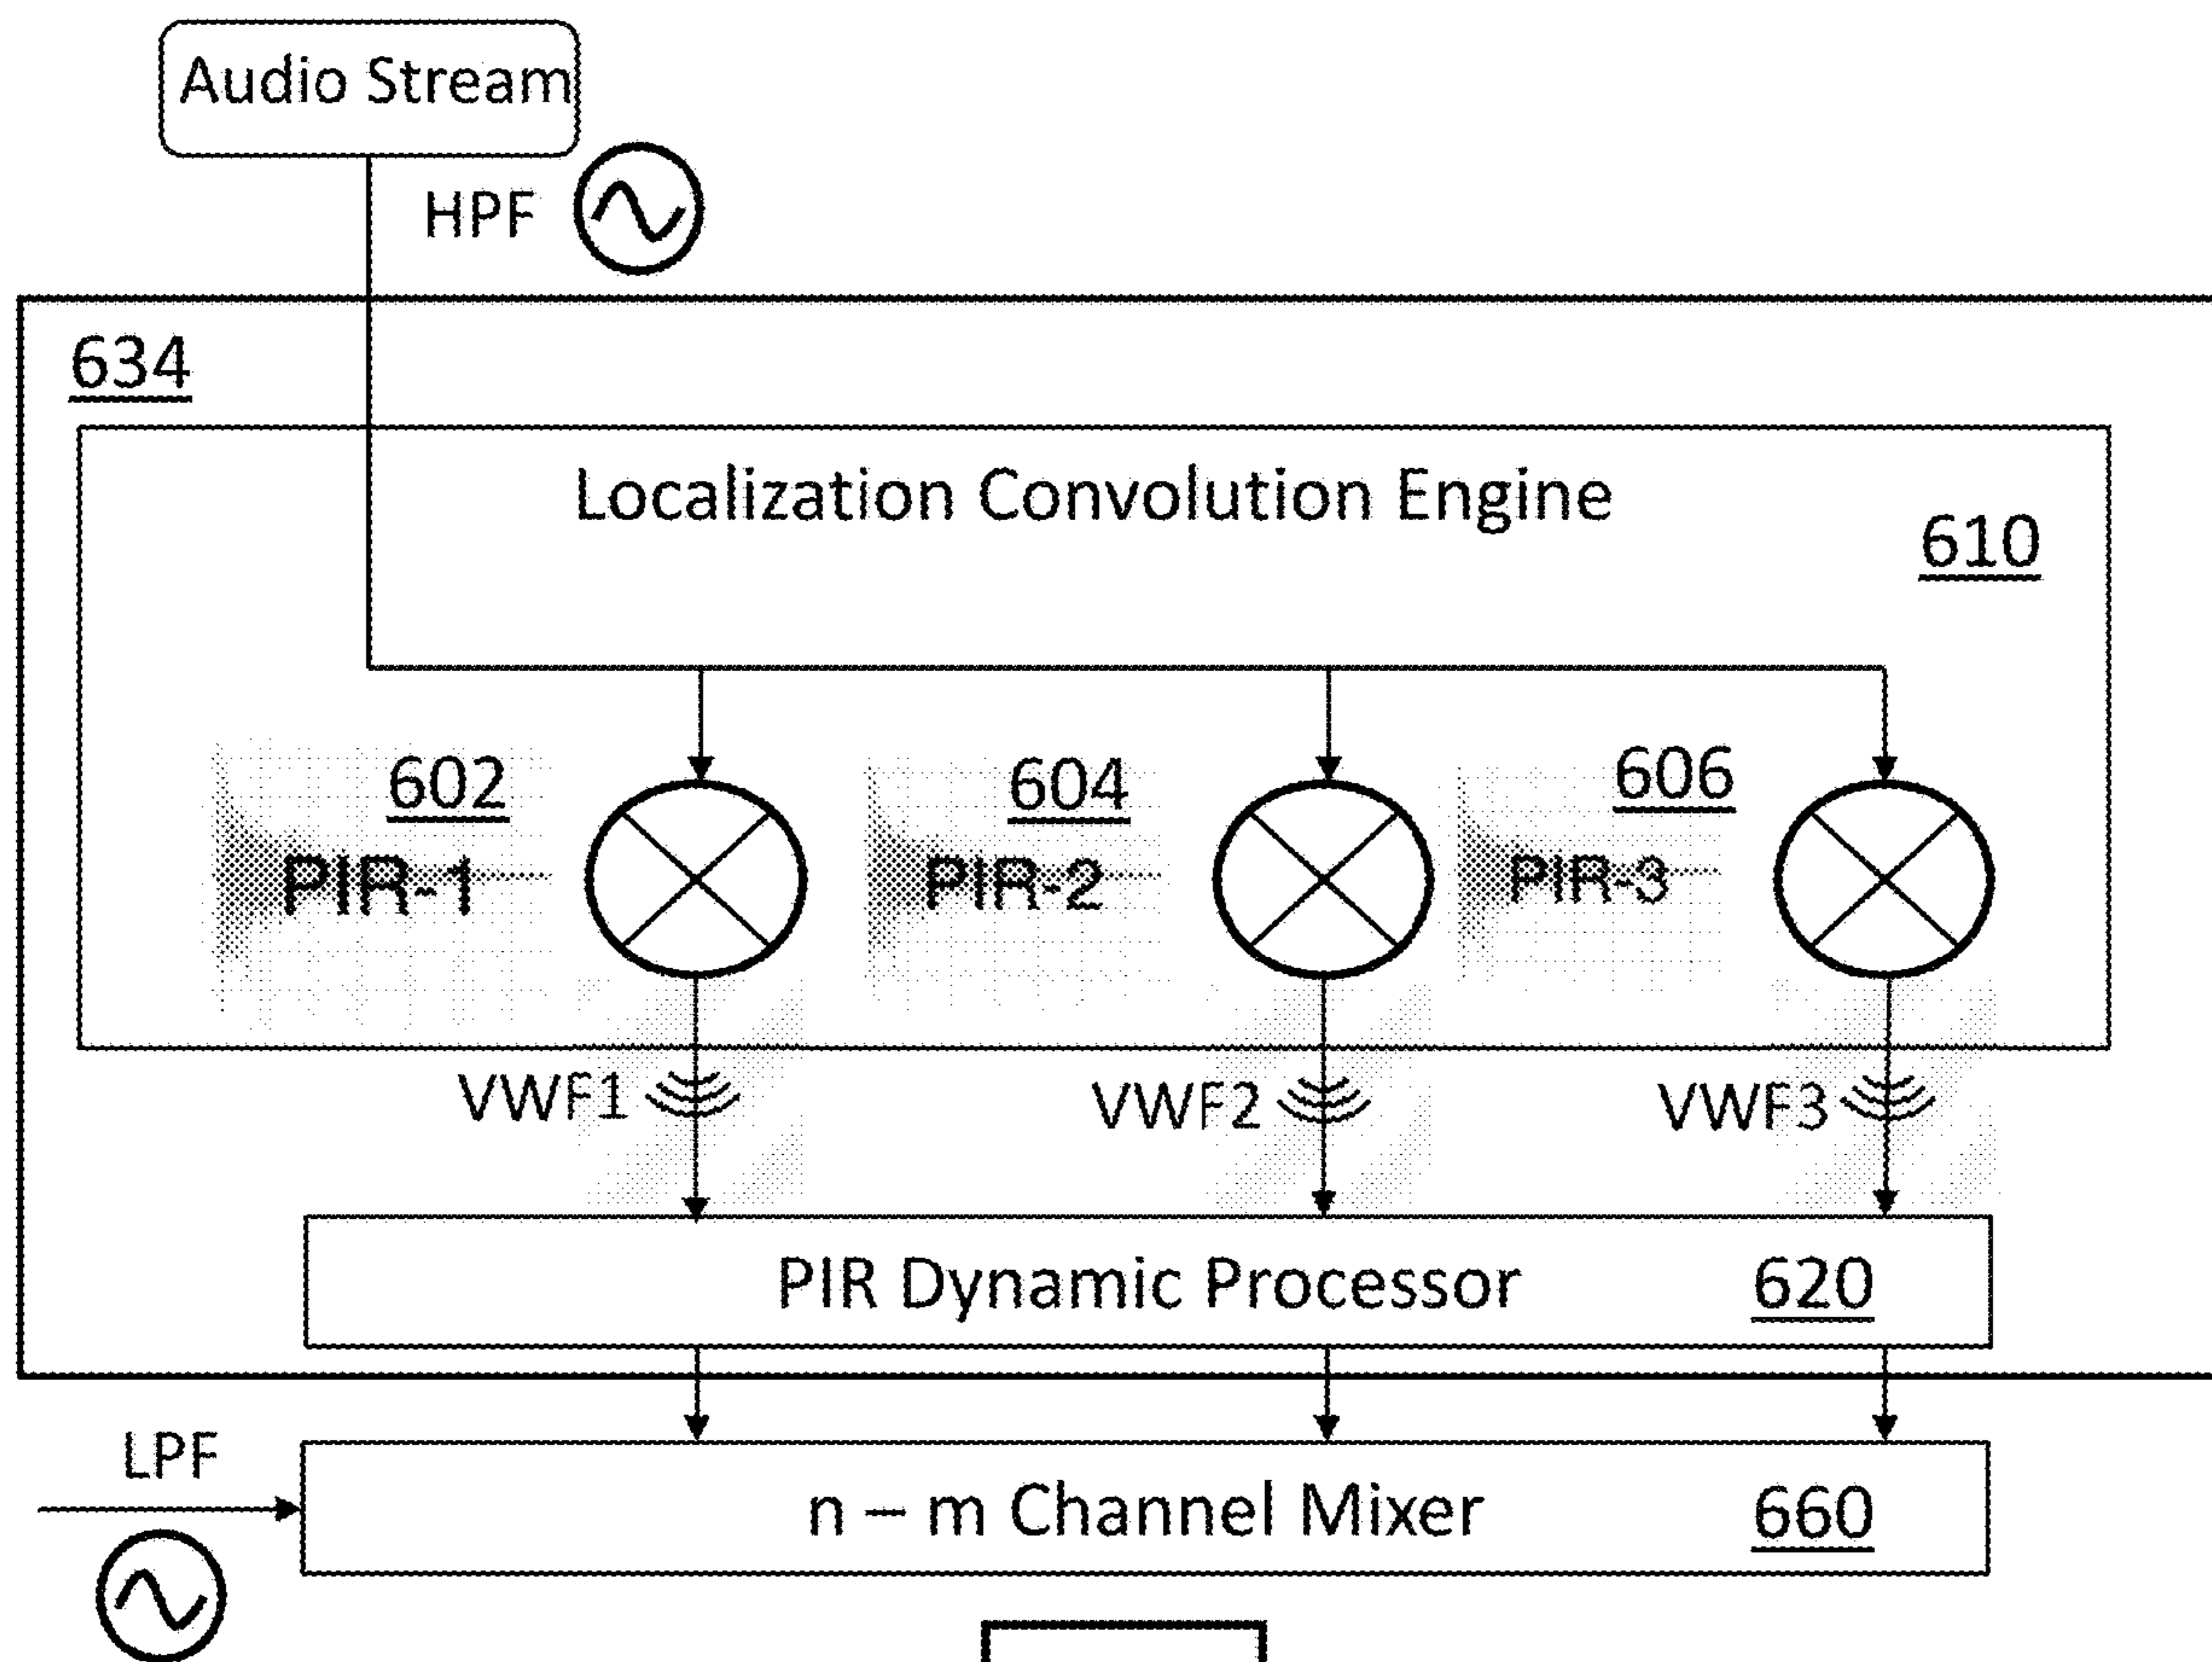 Audio Stream
HPF
634
Localization Convolution Engine
610
602
604
606
PIR-1
PIR-2
PIR-3
VWF1
VWF2
VWF3
PIR Dynamic Processor
620
LPF
n – m Channel Mixer
660